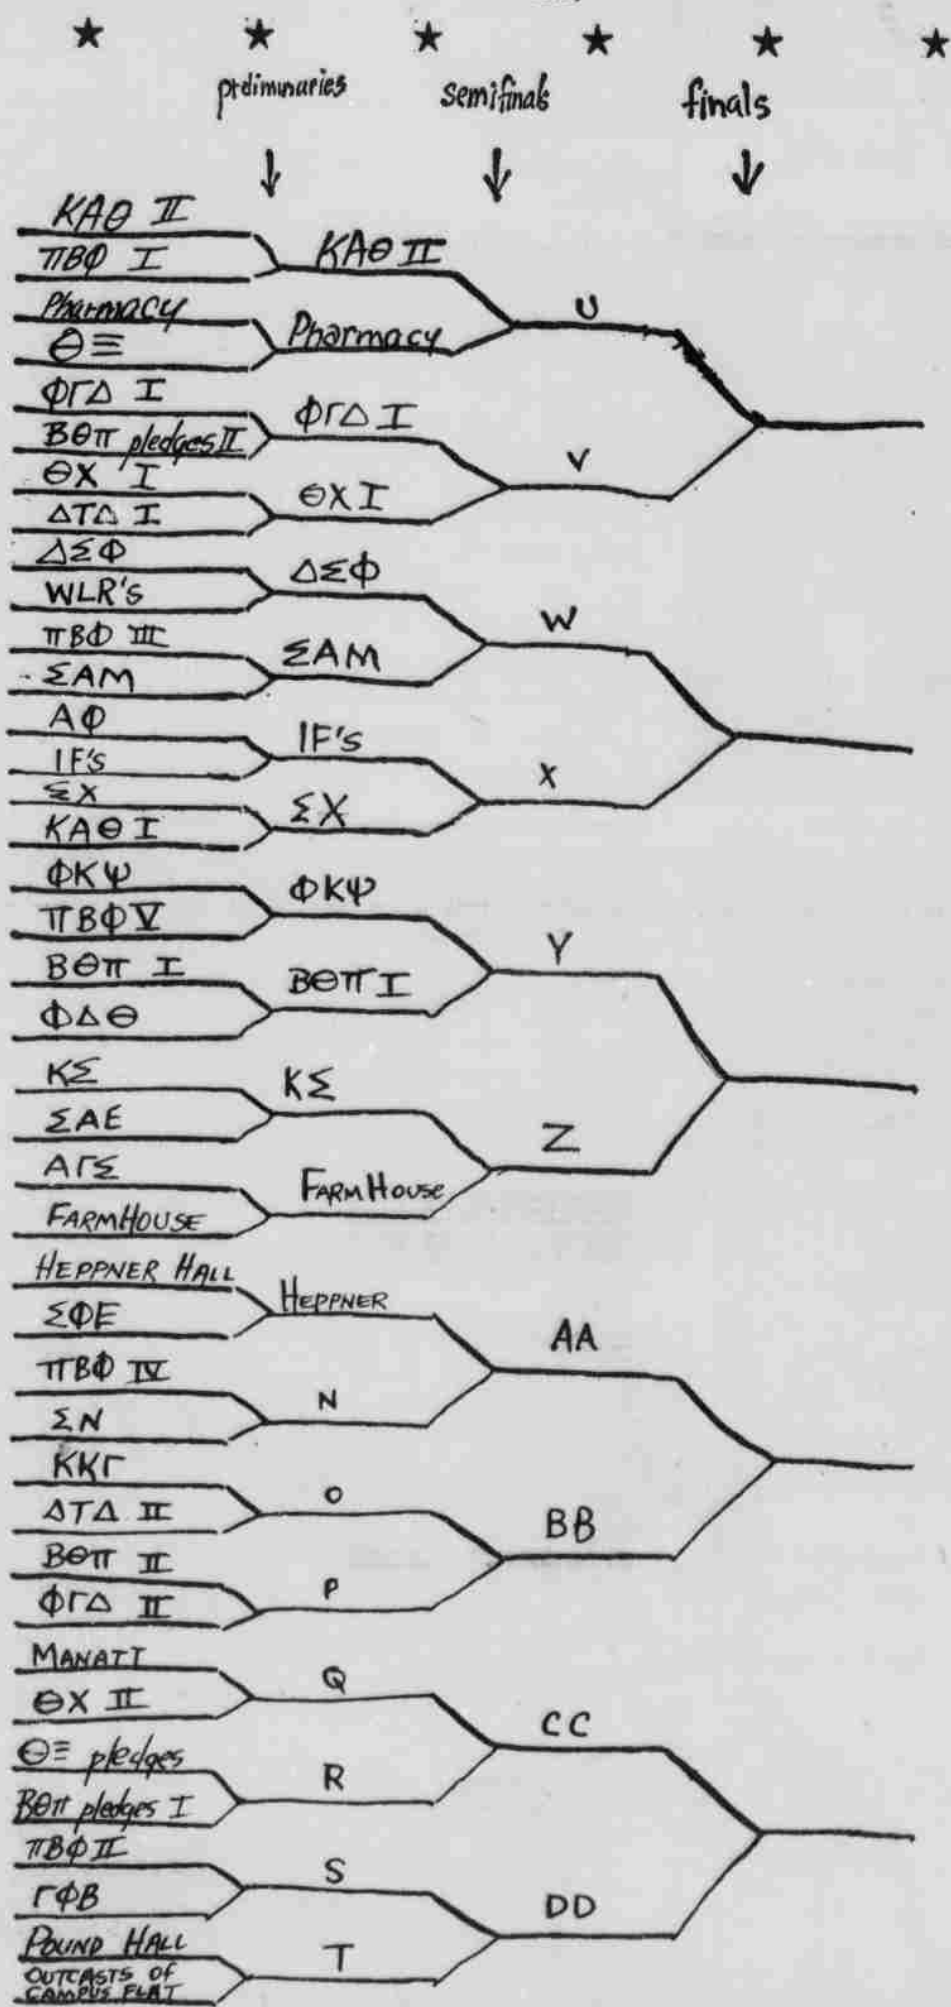 preliminaries semifinals finals
KAΘ II
ΠΒΦ I
KAΘ II
Pharmacy
ΘΞ
Pharmacy
U
ΦΓΔ I
ΒΘΠ pledges II
ΦΓΔ I
ΘΧ I
ΔΤΔ I
ΘΧ I
V
ΔΣΦ
WLR's
ΔΣΦ
ΠΒΦ III
ΣΑΜ
ΣΑΜ
W
ΑΦ
IF's
IF's
ΣΧ
ΚΑΘ I
ΣΧ
X
ΦΚΨ
ΠΒΦ V
ΦΚΨ
ΒΘΠ I
ΦΔΘ
ΒΘΠ I
Y
ΚΣ
ΣΑΕ
ΚΣ
ΑΓΣ
FARMHOUSE
FARMHOUSE
Z
HEPPNER HALL
ΣΦΕ
HEPPNER
ΠΒΦ IV
ΣΝ
N
AA
ΚΚΓ
ΔΤΔ II
O
ΒΘΠ II
ΦΓΔ II
P
BB
MANATT
ΘΧ II
Q
ΘΞ pledges
ΒΘΠ pledges I
R
CC
ΠΒΦ II
ΓΦΒ
S
POUND HALL
OUTCASTS OF
CAMPUS FLAT
T
DD